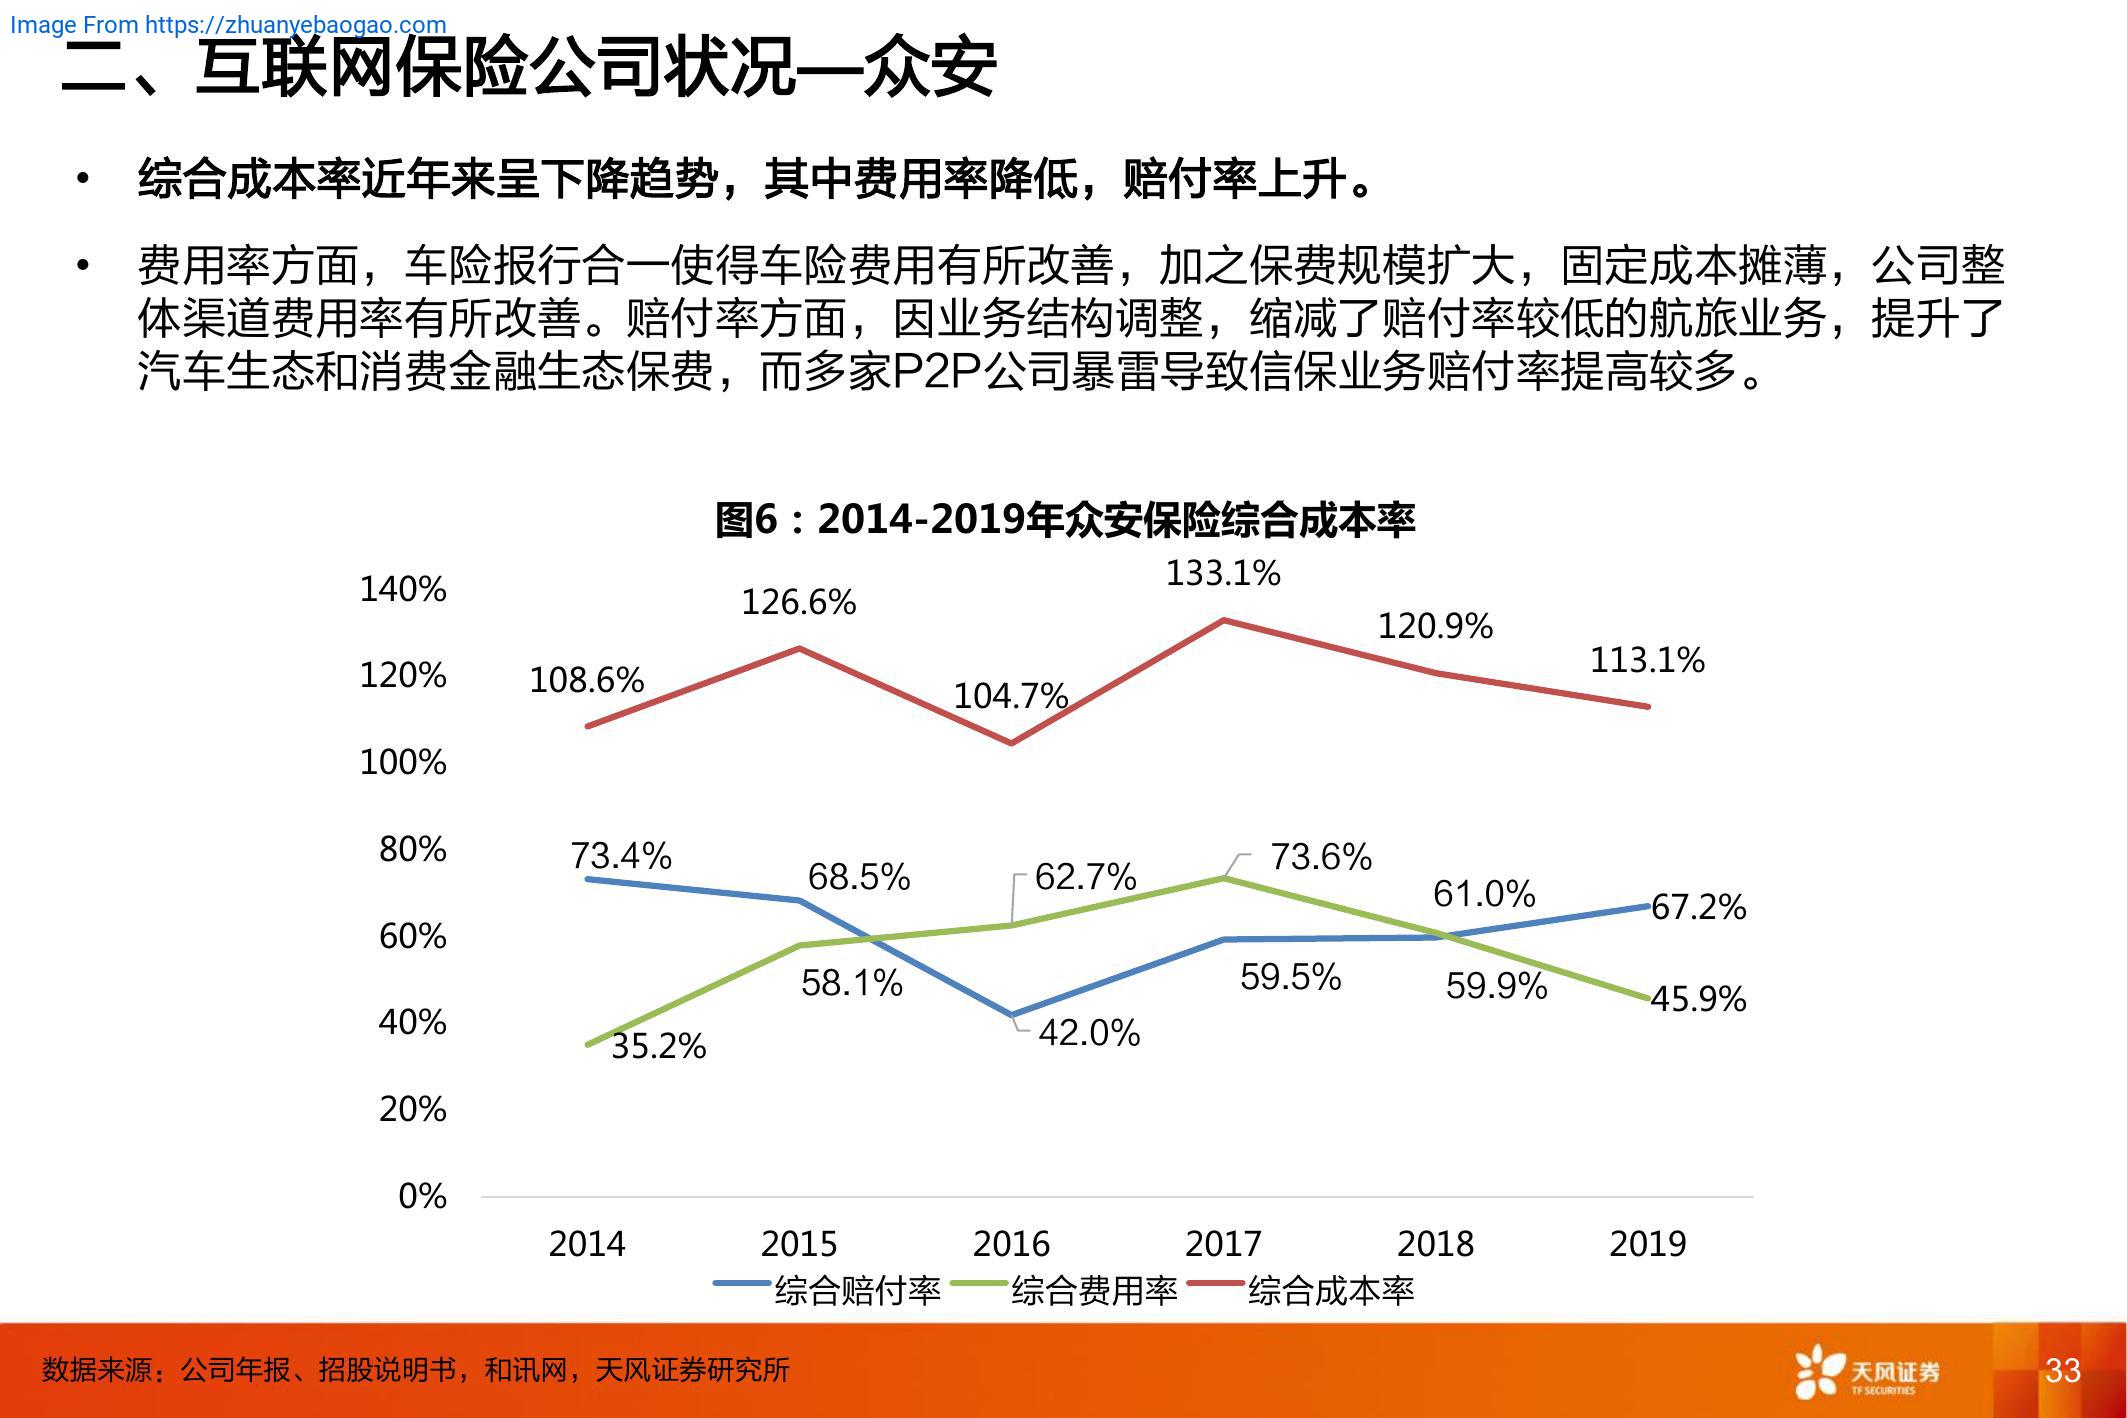 Image From https://zhuanyebaogao.com
二、互联网保险公司状况—众安
• 综合成本率近年来呈下降趋势，其中费用率降低，赔付率上升。
• 费用率方面，车险报行合一使得车险费用有所改善，加之保费规模扩大，固定成本摊薄，公司整
体渠道费用率有所改善。赔付率方面，因业务结构调整，缩减了赔付率较低的航旅业务，提升了
汽车生态和消费金融生态保费，而多家P2P公司暴雷导致信保业务赔付率提高较多。
图6：2014-2019年众安保险综合成本率
140%
120%
100%
80%
60%
40%
20%
0%
108.6%
126.6%
104.7%
133.1%
120.9%
113.1%
73.4%
68.5%
62.7%
73.6%
61.0%
67.2%
35.2%
58.1%
42.0%
59.5%
59.9%
45.9%
2014 2015 2016 2017 2018 2019
综合赔付率 综合费用率 综合成本率
数据来源：公司年报、招股说明书，和讯网，天风证券研究所
天风证券
TF SECURITIES
33